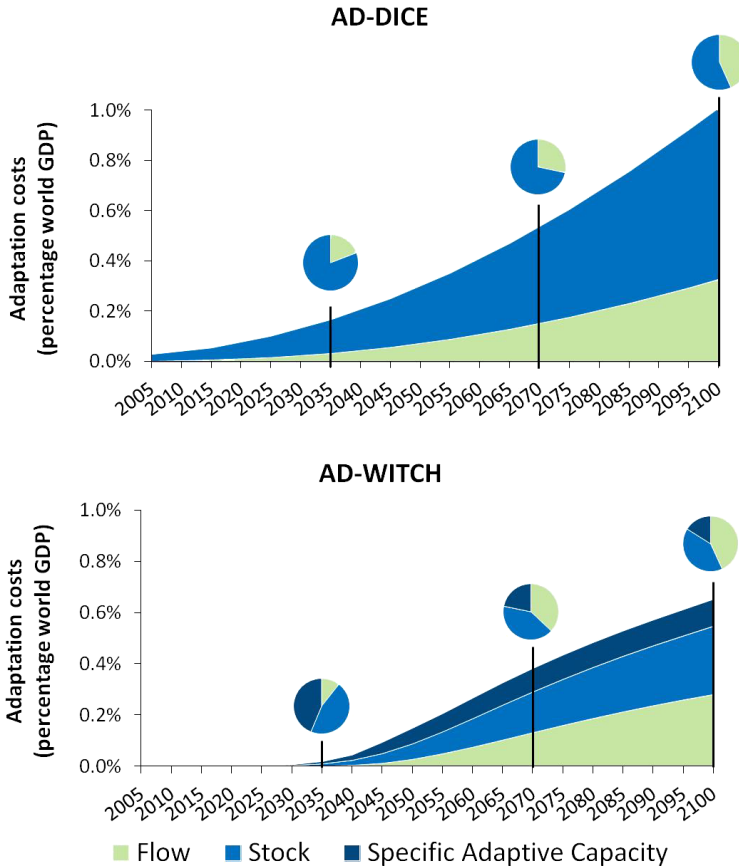 AD-DICE
Adaptation costs
(percentage world GDP)
1.0%
0.8%
0.6%
0.4%
0.2%
0.0%
2005 2010 2015 2020 2025 2030 2035 2040 2045 2050 2055 2060 2065 2070 2075 2080 2085 2090 2095 2100
AD-WITCH
Adaptation costs
(percentage world GDP)
1.0%
0.8%
0.6%
0.4%
0.2%
0.0%
2005 2010 2015 2020 2025 2030 2035 2040 2045 2050 2055 2060 2065 2070 2075 2080 2085 2090 2095 2100
Flow Stock Specific Adaptive Capacity